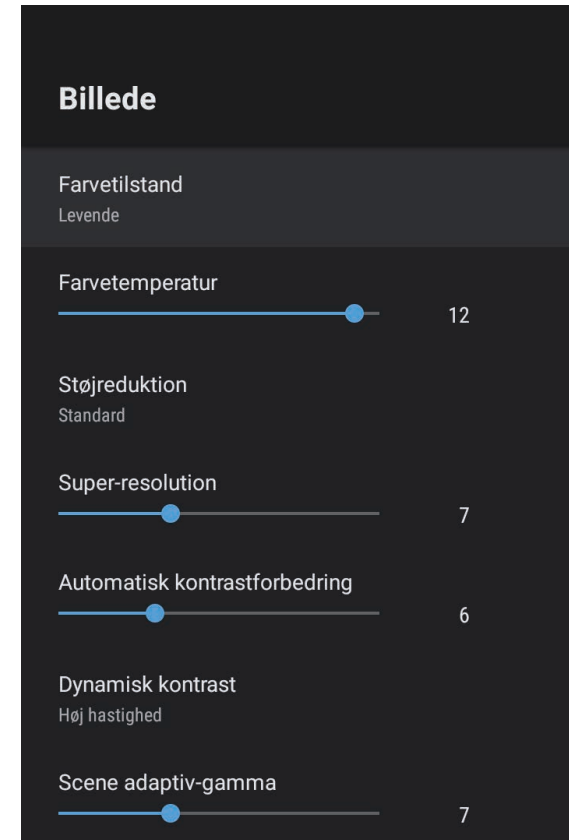 Billede
Farvetilstand
Levende
Farvetemperatur
12
Støjreduktion
Standard
Super-resolution
7
Automatisk kontrastforbedring
6
Dynamisk kontrast
Høj hastighed
Scene adaptiv-gamma
7